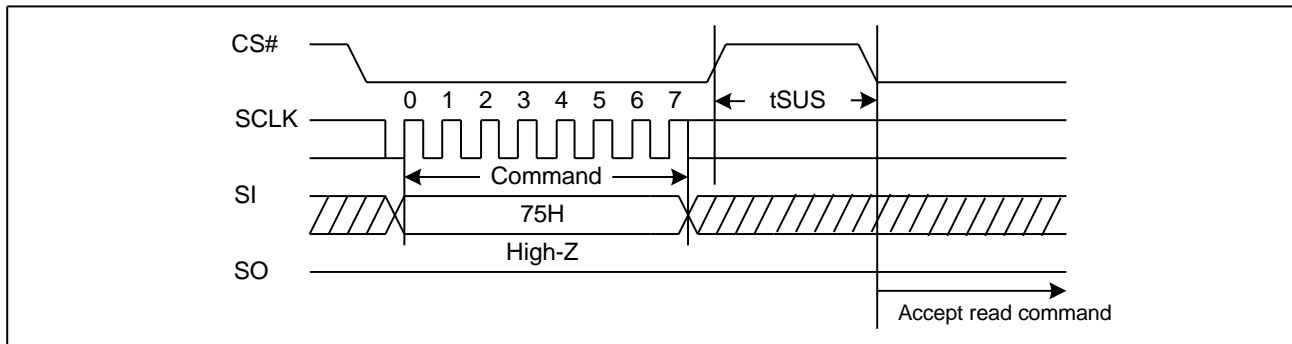 CS#
tSUS
0 1 2 3 4 5 6 7
SCLK
Command
SI
75H
High-Z
SO
Accept read command